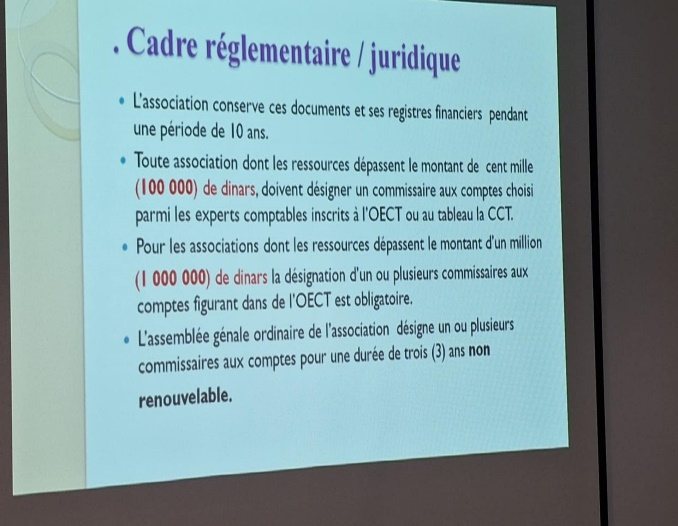 . Cadre réglementaire / juridique
• L'association conserve ces documents et ses registres financiers pendant
une période de 10 ans.
• Toute association dont les ressources dépassent le montant de cent mille
(100 000) de dinars, doivent désigner un commissaire aux comptes choisi
parmi les experts comptables inscrits à l'OECT ou au tableau la CCT.
• Pour les associations dont les ressources dépassent le montant d'un million
(1 000 000) de dinars la désignation d'un ou plusieurs commissaires aux
comptes figurant dans de l'OECT est obligatoire.
• L'assemblée génale ordinaire de l'association désigne un ou plusieurs
commissaires aux comptes pour une durée de trois (3) ans non
renouvelable.